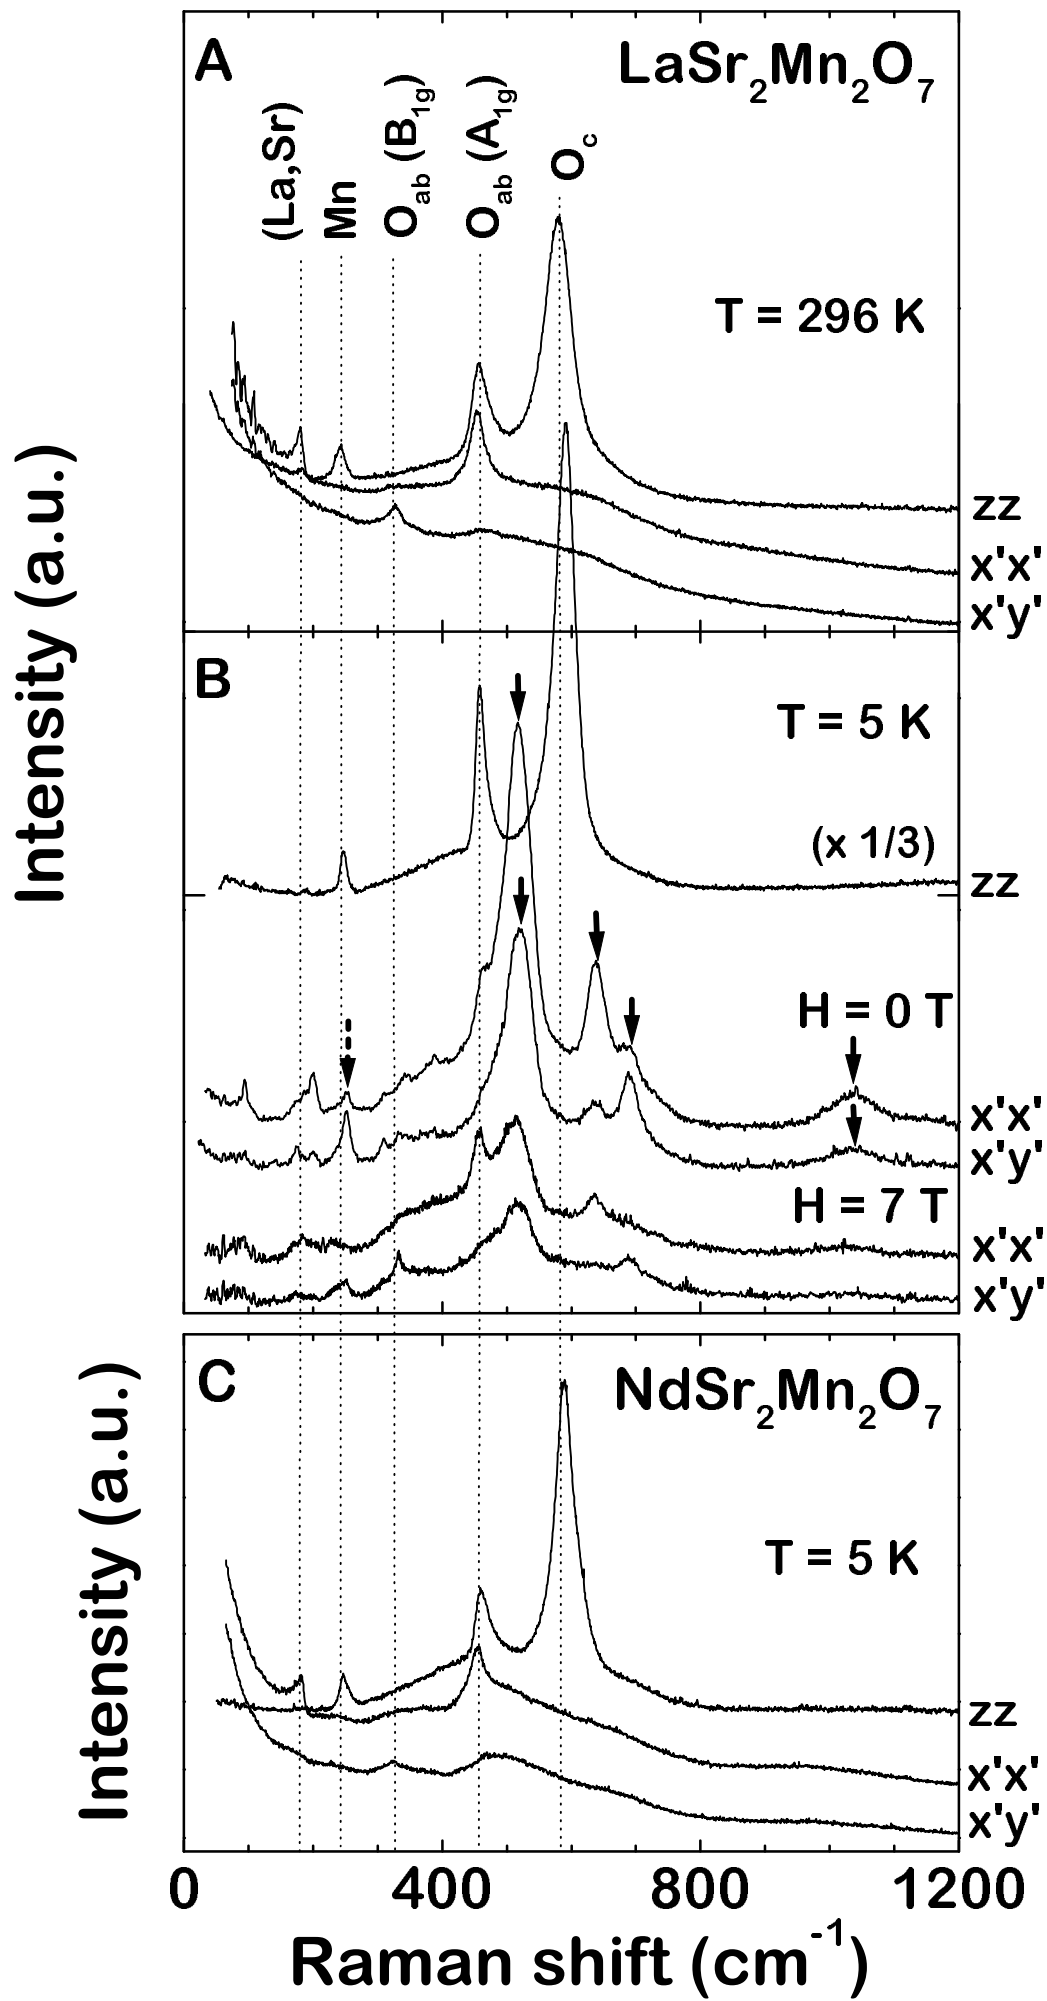 A
LaSr2Mn2O7
(La,Sr)
Mn
Oab (B1g)
Oab (A1g)
Oc
T = 296 K
zz
x'x'
x'y'
Intensity (a.u.)
B
T = 5 K
(x 1/3)
zz
H = 0 T
x'x'
x'y'
H = 7 T
x'x'
x'y'
C
NdSr2Mn2O7
T = 5 K
Intensity (a.u.)
zz
x'x'
x'y'
0 400 800 1200
Raman shift (cm-1)